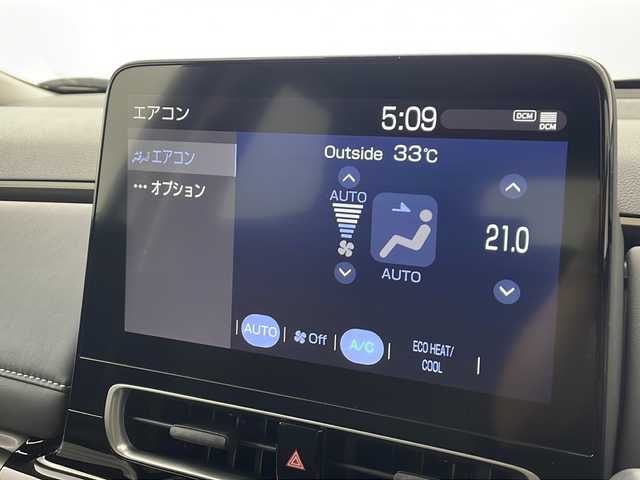 エアコン
5:09
DCM
DCM
エアコン
オプション
Outside 33℃
AUTO
21.0
AUTO
AUTO
Off
A/C
ECO HEAT/
COOL